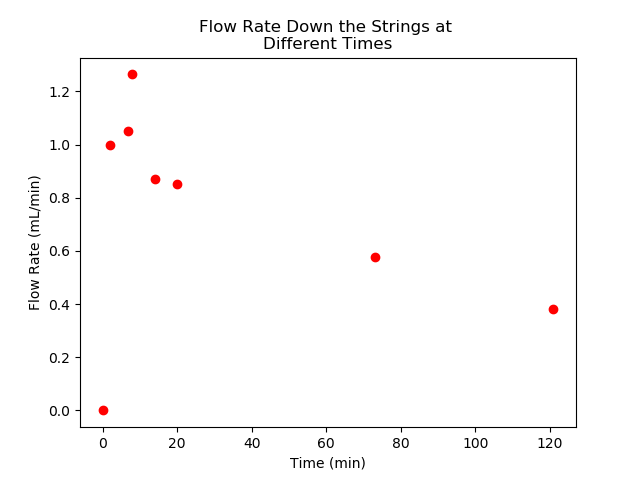 Flow Rate Down the Strings at
Different Times
1.2
1.0
0.8
0.6
0.4
0.2
0.0
Flow Rate (mL/min)
0 20 40 60 80 100 120
Time (min)